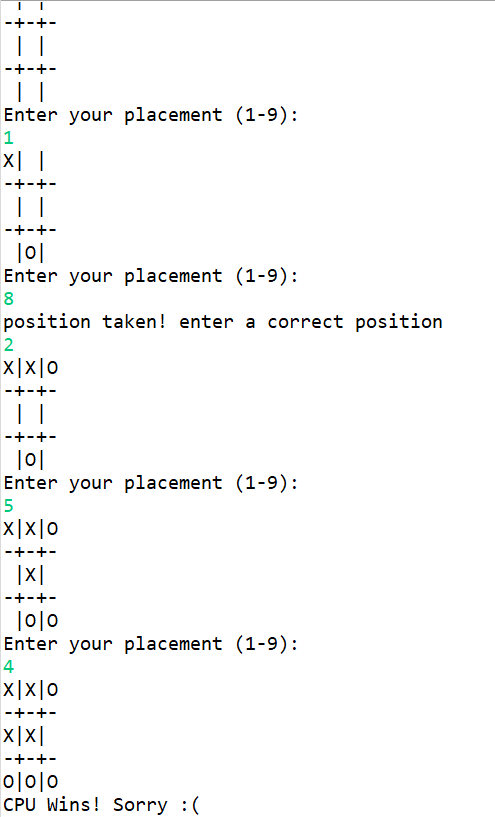 | |
-+-+-
 | |
-+-+-
 | |
Enter your placement (1-9):
1
X| |
-+-+-
 | |
-+-+-
 |O|
Enter your placement (1-9):
8
position taken! enter a correct position
2
X|X|O
-+-+-
 | |
-+-+-
 |O|
Enter your placement (1-9):
5
X|X|O
-+-+-
 |X|
-+-+-
 |O|O
Enter your placement (1-9):
4
X|X|O
-+-+-
X|X|
-+-+-
O|O|O
CPU Wins! Sorry :(